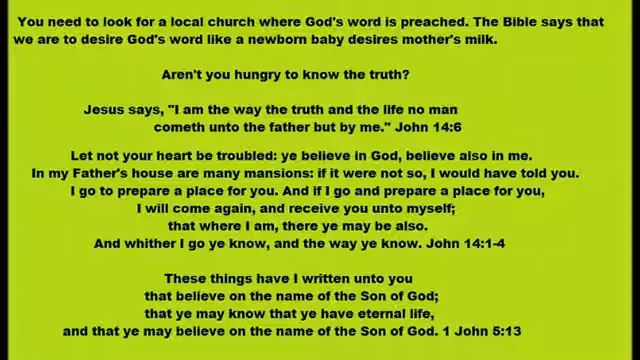 You need to look for a local church where God's word is preached. The Bible says that
we are to desire God's word like a newborn baby desires mother's milk.
Aren't you hungry to know the truth?
Jesus says, "I am the way the truth and the life no man
cometh unto the father but by me." John 14:6
Let not your heart be troubled: ye believe in God, believe also in me.
In my Father's house are many mansions: if it were not so, I would have told you.
I go to prepare a place for you. And if I go and prepare a place for you,
I will come again, and receive you unto myself;
that where I am, there ye may be also.
And whither I go ye know, and the way ye know. John 14:1-4
These things have I written unto you
that believe on the name of the Son of God;
that ye may know that ye have eternal life,
and that ye may believe on the name of the Son of God. 1 John 5:13